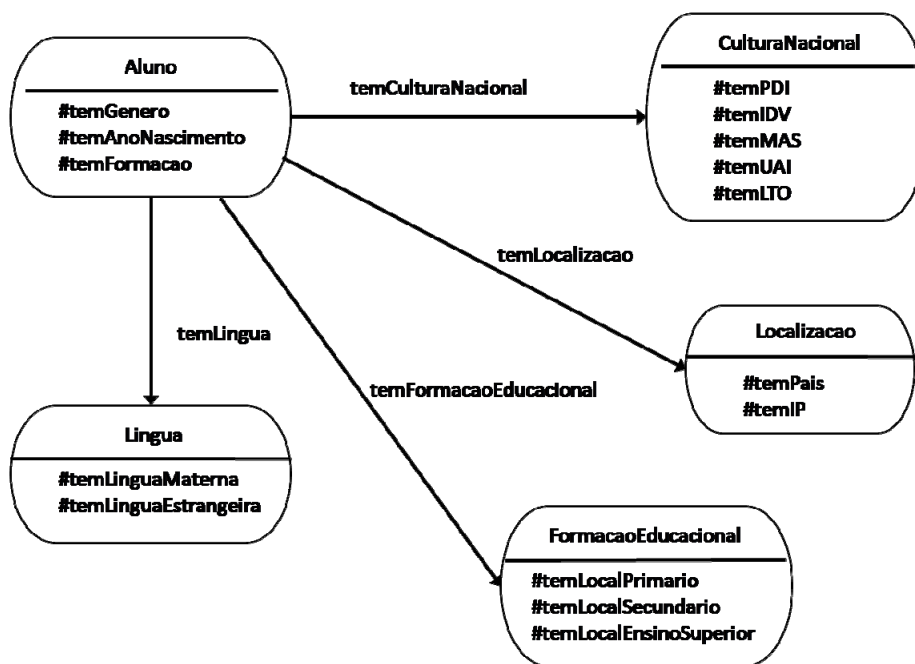 Aluno
#temGenero
#temAnoNascimento
#temFormacao
temCulturaNacional
CulturaNacional
#temPDI
#temIDV
#temMAS
#temUAI
#temLTO
temLocalizacao
Localizacao
#temPais
#temIP
temLingua
temFormacaoEducacional
Lingua
#temLinguaMaterna
#temLinguaEstrangeira
FormacaoEducacional
#temLocalPrimario
#temLocalSecundario
#temLocalEnsinoSuperior